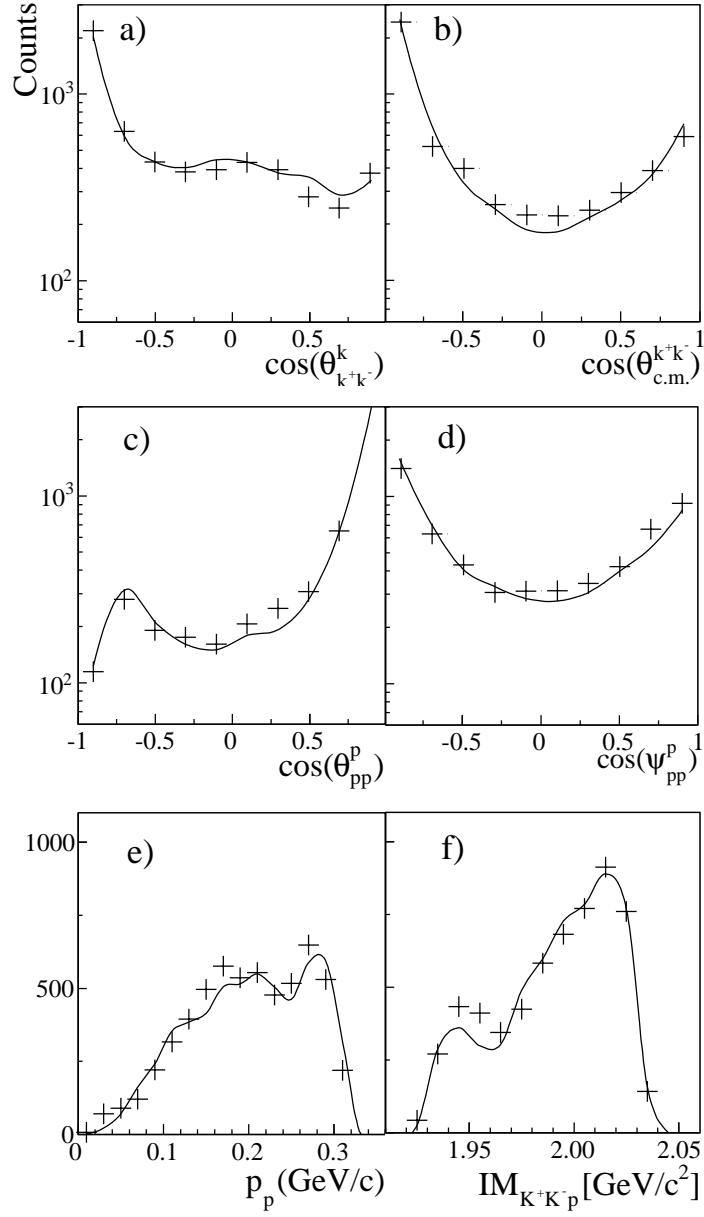 Counts
a)
b)
10³
10²
-1 -0.5 0 0.5 -0.5 0 0.5 1
cos(θ^k_{k⁺k⁻})
cos(θ^{k⁺k⁻}_{c.m.})
c)
d)
10³
10²
-1 -0.5 0 0.5 -0.5 0 0.5 1
cos(θ^p_{pp})
cos(ψ^p_{pp})
e)
f)
1000
500
0
0 0.1 0.2 0.3 1.95 2.00 2.05
p_p (GeV/c)
IM_{K⁺K⁻p} [GeV/c²]